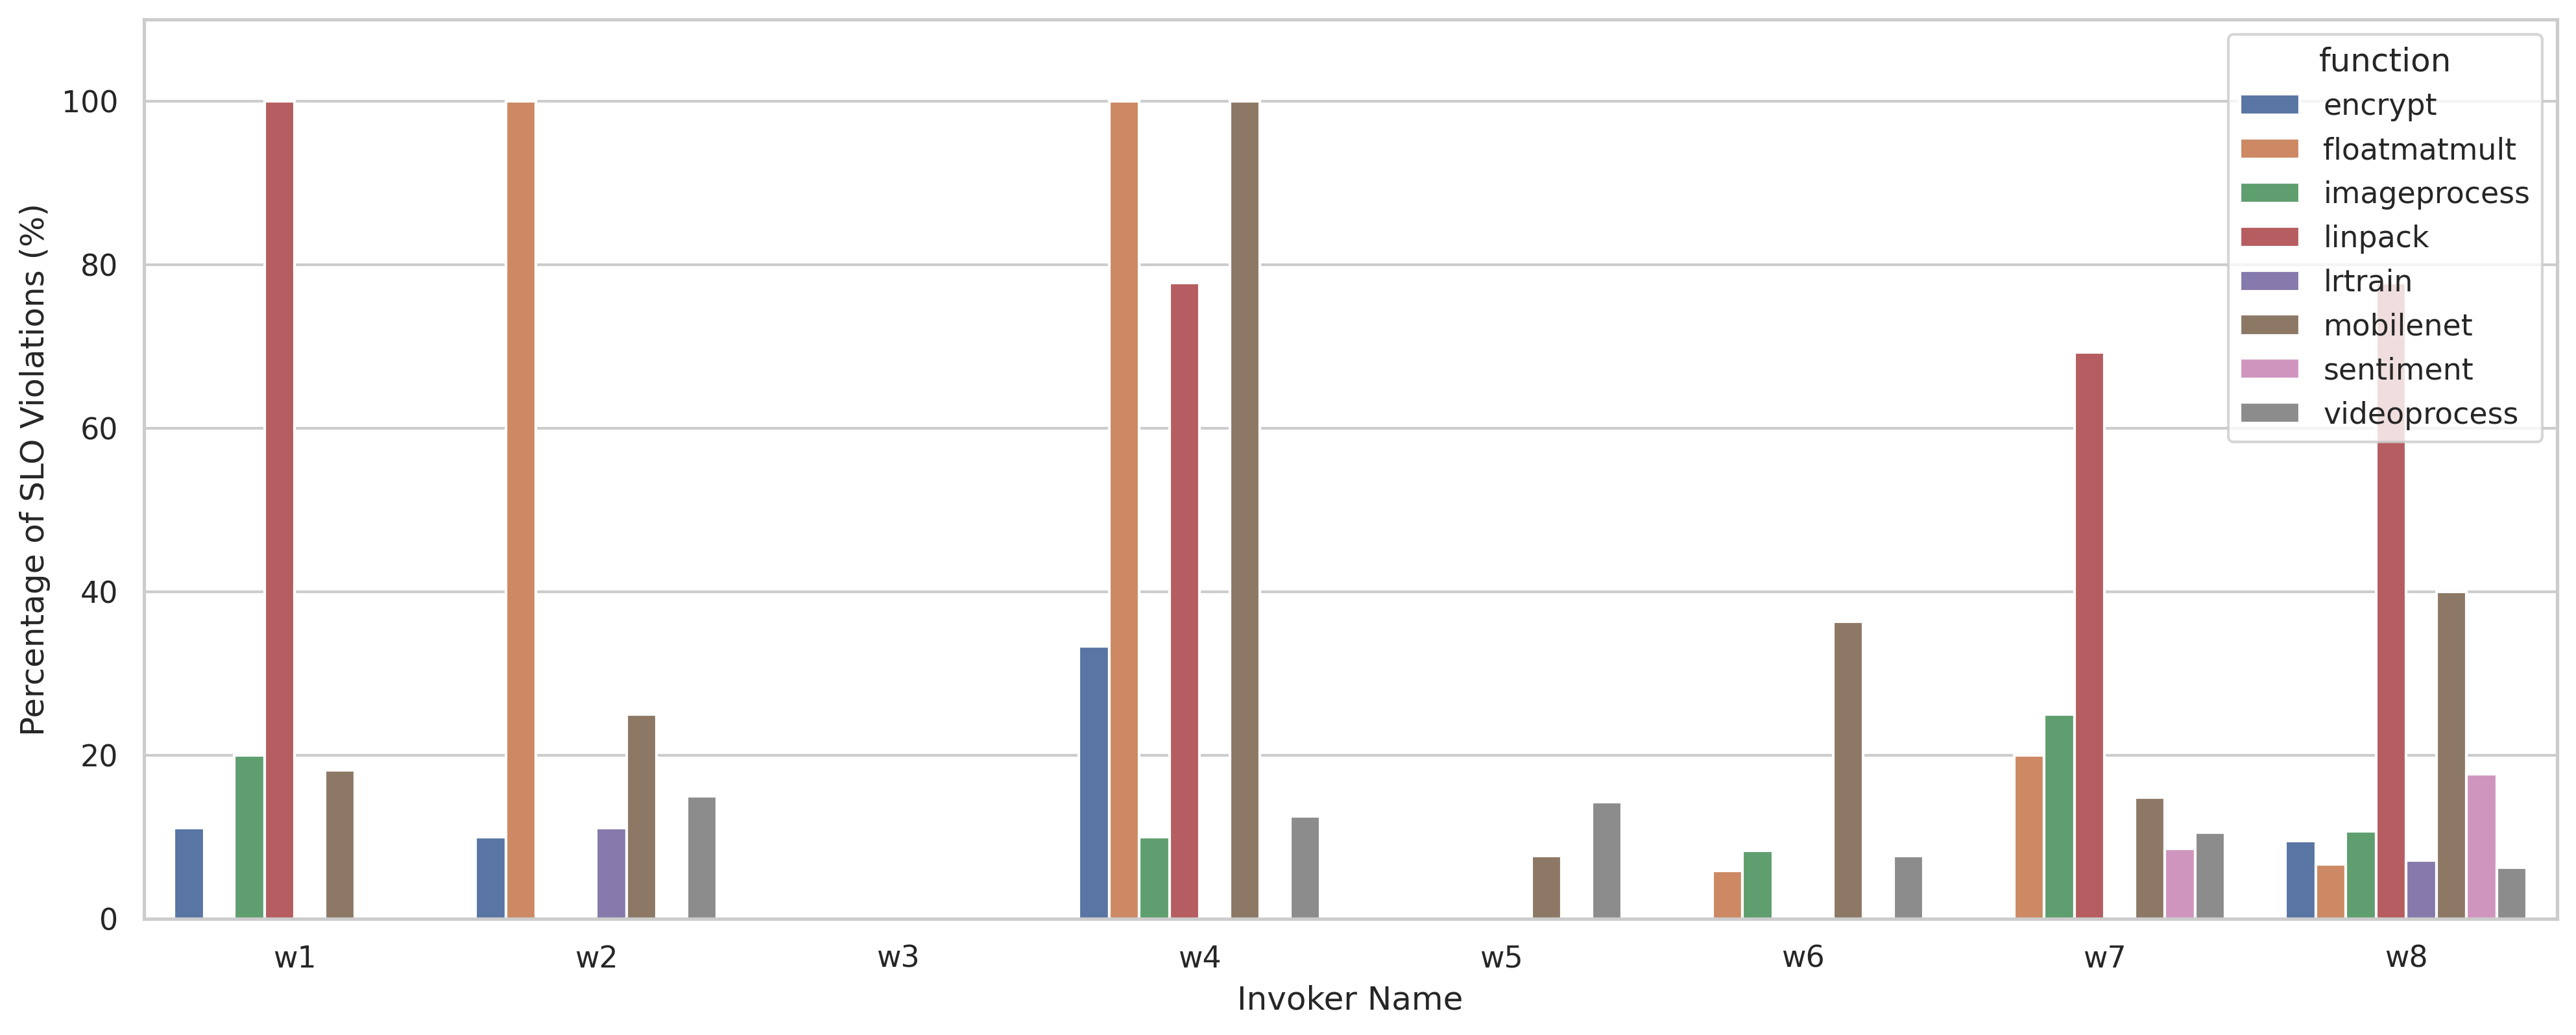 Percentage of SLO Violations (%)
100
80
60
40
20
0
w1 w2 w3 w4 w5 w6 w7 w8
Invoker Name
function
encrypt
floatmatmult
imageprocess
linpack
lrtrain
mobilenet
sentiment
videoprocess